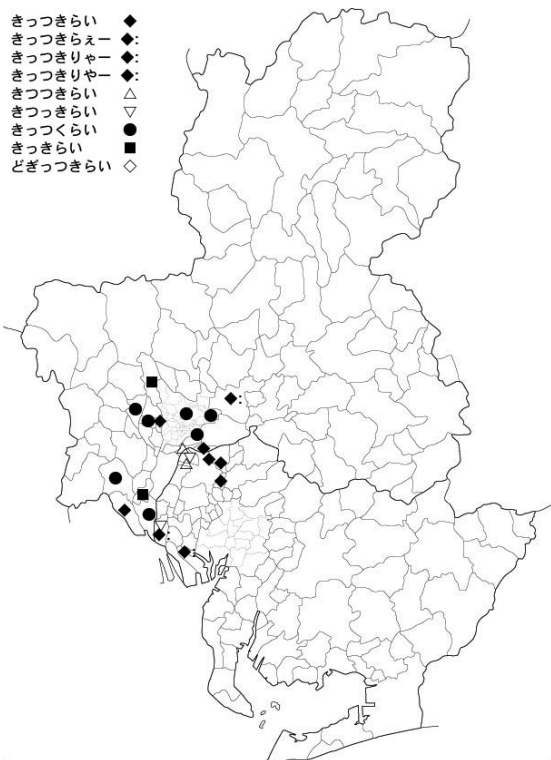 きっつきらい ◆
きっつきらぇー ◆:
きっつきりゃー ◆:
きっつきりやー ◆:
きつつきらい △
きつっきらい ▽
きっつくらい ●
きっきらい ■
どぎっつきらい ◇